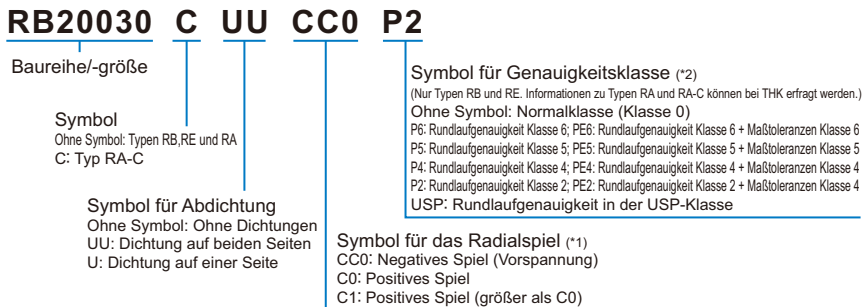 RB20030 C UU CC0 P2
Baureihe/-größe
Symbol
Ohne Symbol: Typen RB,RE und RA
C: Typ RA-C
Symbol für Abdichtung
Ohne Symbol: Ohne Dichtungen
UU: Dichtung auf beiden Seiten
U: Dichtung auf einer Seite
Symbol für das Radialspiel (*1)
CC0: Negatives Spiel (Vorspannung)
C0: Positives Spiel
C1: Positives Spiel (größer als C0)
Symbol für Genauigkeitsklasse (*2)
(Nur Typen RB und RE. Informationen zu Typen RA und RA-C können bei THK erfragt werden.)
Ohne Symbol: Normalklasse (Klasse 0)
P6: Rundlaufgenauigkeit Klasse 6; PE6: Rundlaufgenauigkeit Klasse 6 + Maßtoleranzen Klasse 6
P5: Rundlaufgenauigkeit Klasse 5; PE5: Rundlaufgenauigkeit Klasse 5 + Maßtoleranzen Klasse 5
P4: Rundlaufgenauigkeit Klasse 4; PE4: Rundlaufgenauigkeit Klasse 4 + Maßtoleranzen Klasse 4
P2: Rundlaufgenauigkeit Klasse 2; PE2: Rundlaufgenauigkeit Klasse 2 + Maßtoleranzen Klasse 4
USP: Rundlaufgenauigkeit in der USP-Klasse